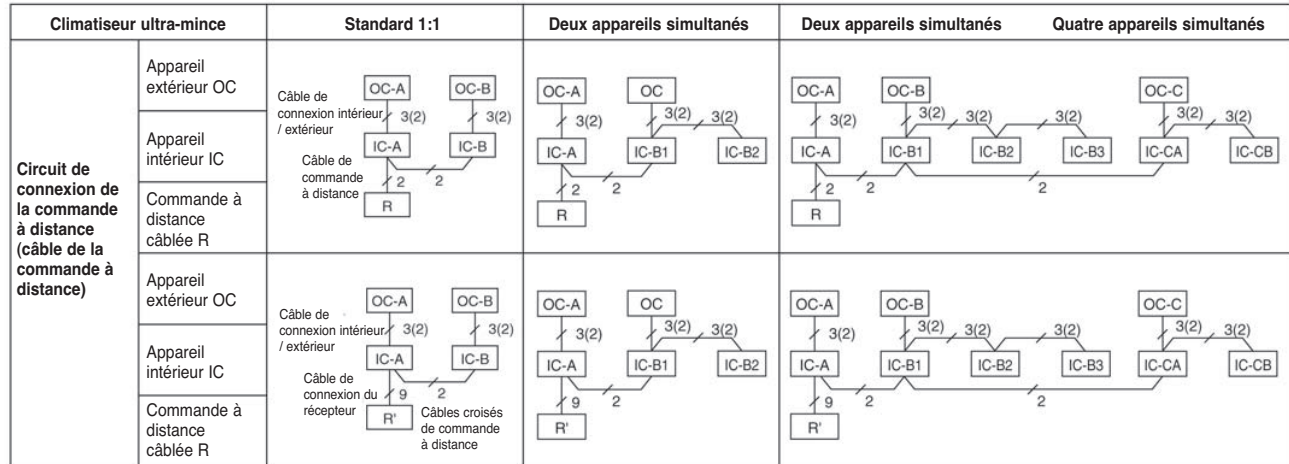 Climatiseur ultra-mince
Standard 1:1
Deux appareils simultanés
Deux appareils simultanés
Quatre appareils simultanés
Circuit de
connexion de
la commande
à distance
(câble de la
commande à
distance)
Appareil
extérieur OC
Appareil
intérieur IC
Commande à
distance
câblée R
OC-A
OC-B
Câble de
connexion intérieur
/ extérieur
3(2)
3(2)
IC-A
IC-B
Câble de
commande
à distance
2
2
R
OC-A
OC
3(2)
3(2)
3(2)
IC-A
IC-B1
IC-B2
2
2
R
OC-A
OC-B
OC-C
3(2)
3(2)
3(2)
3(2)
3(2)
3(2)
IC-A
IC-B1
IC-B2
IC-B3
IC-CA
IC-CB
2
2
2
R
Appareil
extérieur OC
Appareil
intérieur IC
Commande à
distance
câblée R
OC-A
OC-B
Câble de
connexion intérieur
/ extérieur
3(2)
3(2)
IC-A
IC-B
Câble de
connexion du
récepteur
9
2
R'
Câbles croisés
de commande
à distance
OC-A
OC
3(2)
3(2)
3(2)
IC-A
IC-B1
IC-B2
9
2
R'
OC-A
OC-B
OC-C
3(2)
3(2)
3(2)
3(2)
3(2)
3(2)
IC-A
IC-B1
IC-B2
IC-B3
IC-CA
IC-CB
9
2
2
R'